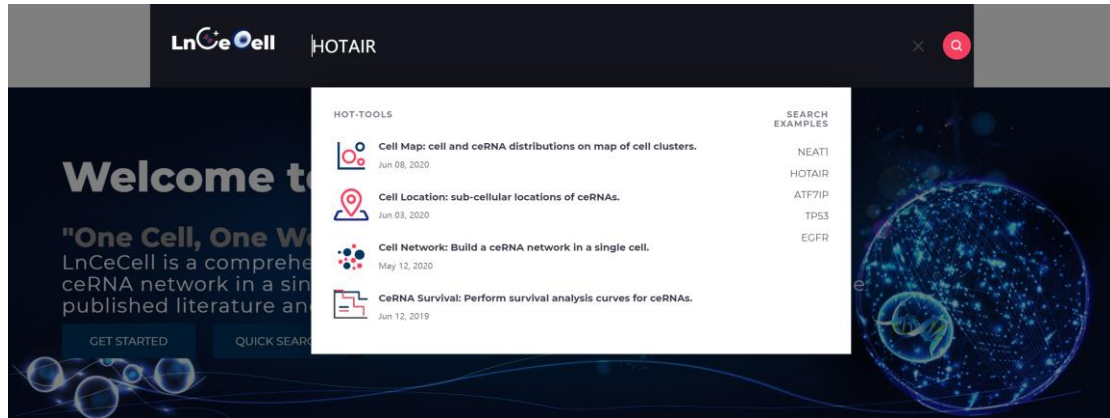 LnCeCell
HOTAIR
HOT-TOOLS
Cell Map: cell and ceRNA distributions on map of cell clusters.
Jun 08, 2020
Cell Location: sub-cellular locations of ceRNAs.
Jun 03, 2020
Cell Network: Build a ceRNA network in a single cell.
May 12, 2020
CeRNA Survival: Perform survival analysis curves for ceRNAs.
Jun 12, 2019
SEARCH
EXAMPLES
NEAT1
HOTAIR
ATF7IP
TP53
EGFR
Welcome t
"One Cell, One W
LnCeCell is a comprehe
ceRNA network in a sin
published literature an
GET STARTED
QUICK SEAR